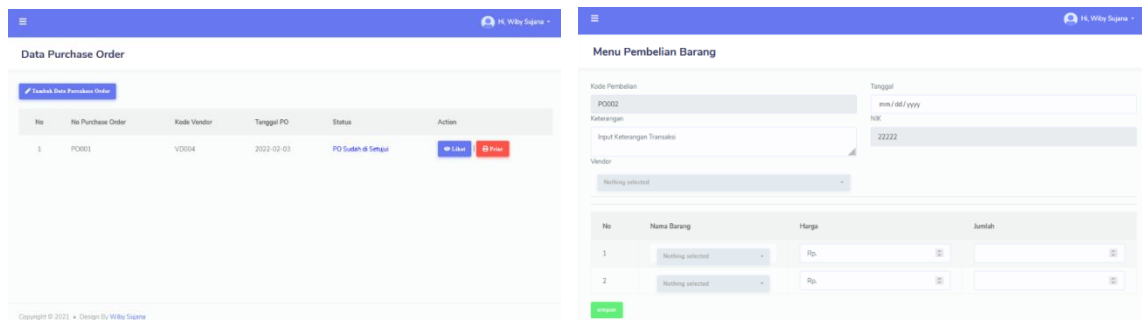 Hi, Wiby Sujana
Data Purchase Order
Tambah Data Purcahase Order
No No Purchase Order Kode Vendor Tanggal PO Status Action
1 PO001 VD004 2022-02-03 PO Sudah di Setujui Lihat | Print
Copyright © 2021 • Design By Wiby Sujana
Hi, Wiby Sujana
Menu Pembelian Barang
Kode Pembelian Tanggal
PO002 mm/dd/yyyy
Keterangan NIK
Input Keterangan Transaksi 22222
Vendor
Nothing selected
No Nama Barang Harga Jumlah
1 Nothing selected Rp.
2 Nothing selected Rp.
simpan